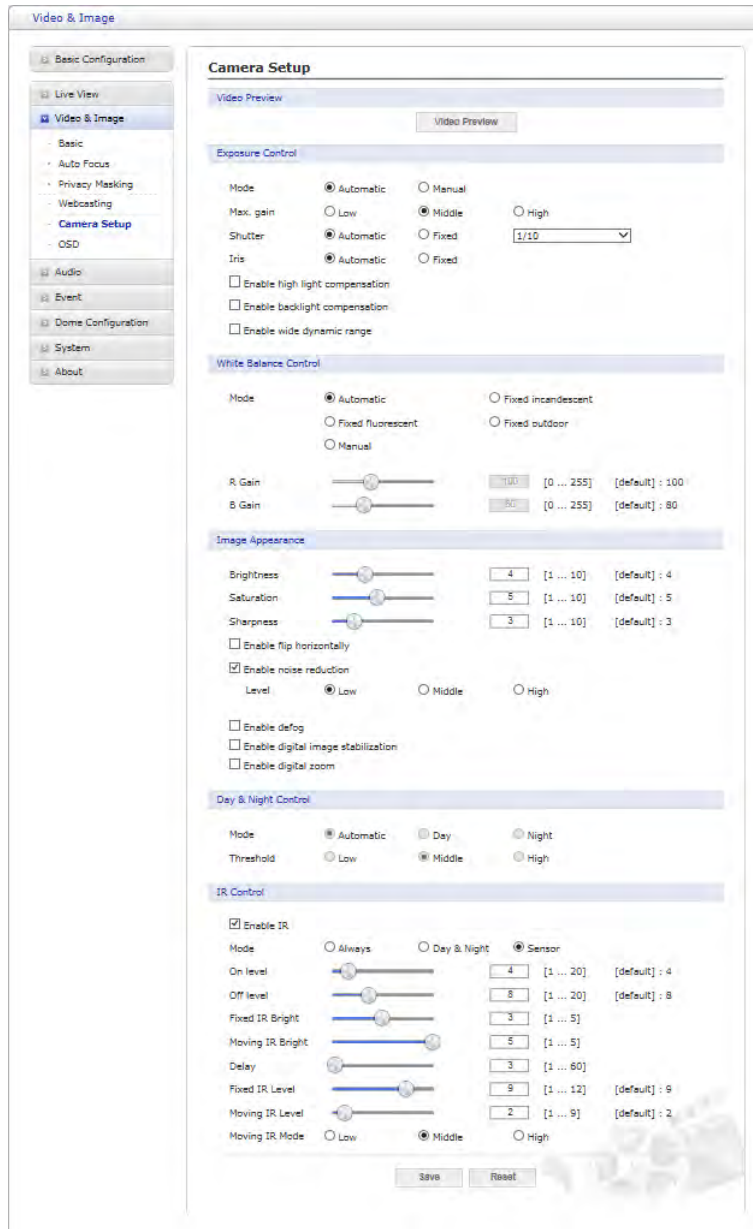 Video & Image
Basic Configuration
Live View
Video & Image
Basic
Auto Focus
Privacy Masking
Webcasting
Camera Setup
OSD
Audio
Event
Dome Configuration
System
About
Camera Setup
Video Preview
Video Preview
Exposure Control
Mode Automatic Manual
Max. gain Low Middle High
Shutter Automatic Fixed 1/10
Iris Automatic Fixed
Enable high light compensation
Enable backlight compensation
Enable wide dynamic range
White Balance Control
Mode Automatic Fixed incandescent
Fixed fluorescent Fixed outdoor
Manual
R Gain 100 [0 ... 255] [default] : 100
B Gain 80 [0 ... 255] [default] : 80
Image Appearance
Brightness 4 [1 ... 10] [default] : 4
Saturation 5 [1 ... 10] [default] : 5
Sharpness 3 [1 ... 10] [default] : 3
Enable flip horizontally
Enable noise reduction
Level Low Middle High
Enable defog
Enable digital image stabilization
Enable digital zoom
Day & Night Control
Mode Automatic Day Night
Threshold Low Middle High
IR Control
Enable IR
Mode Always Day & Night Sensor
On level 4 [1 ... 20] [default] : 4
Off level 8 [1 ... 20] [default] : 8
Fixed IR Bright 3 [1 ... 5]
Moving IR Bright 5 [1 ... 5]
Delay 3 [1 ... 60]
Fixed IR Level 9 [1 ... 12] [default] : 9
Moving IR Level 2 [1 ... 9] [default] : 2
Moving IR Mode Low Middle High
Save Reset